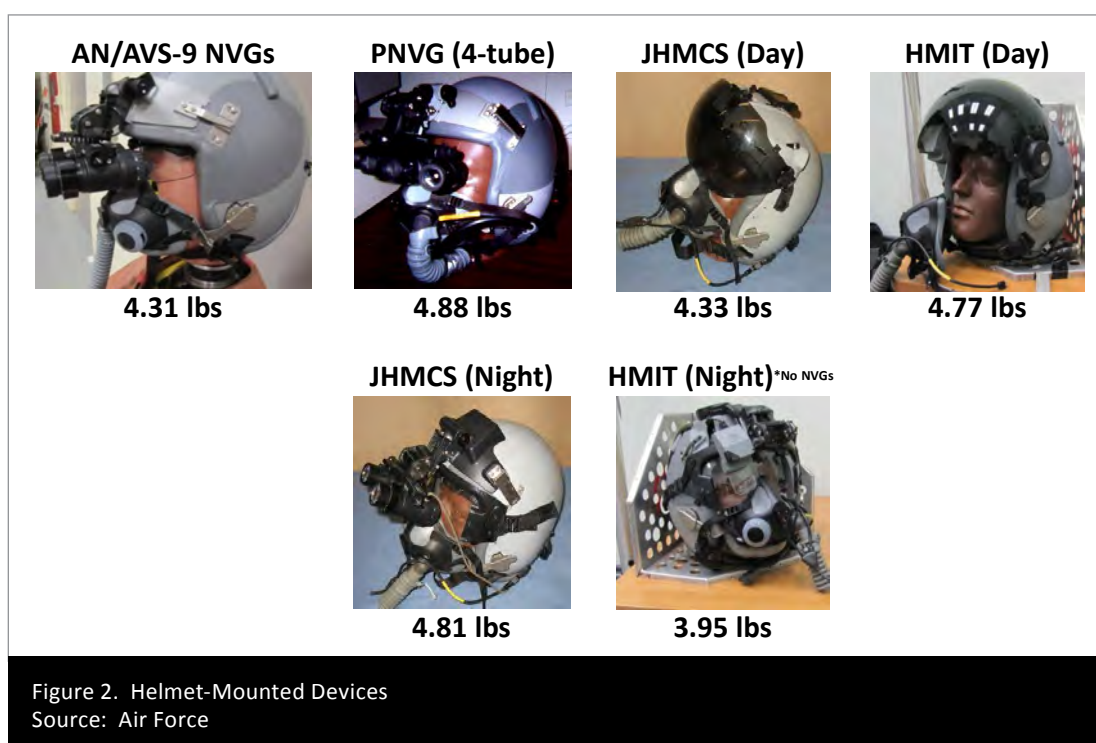 AN/AVS-9 NVGs
PNVG (4-tube)
JHMCS (Day)
HMIT (Day)
4.31 lbs
4.88 lbs
4.33 lbs
4.77 lbs
JHMCS (Night)
HMIT (Night)*No NVGs
4.81 lbs
3.95 lbs
Figure 2. Helmet-Mounted Devices
Source: Air Force